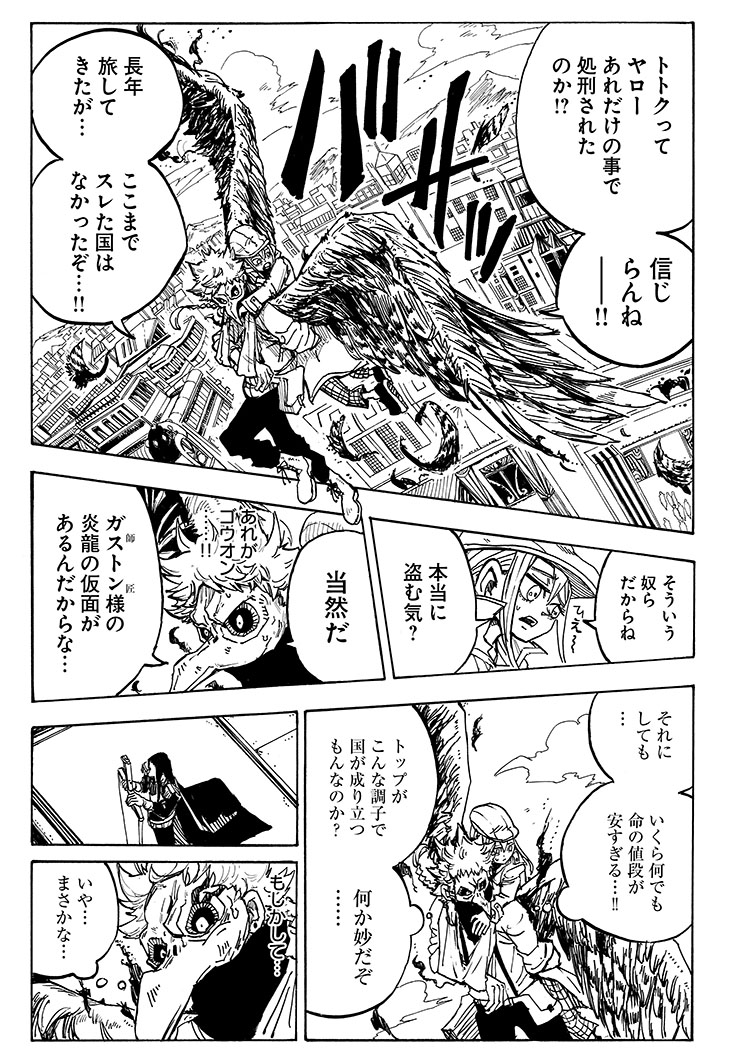 トトクって
ヤロー
あれだけの事で
処刑された
のか!?
信じ
らんね
――!!
バサッ
長年
旅して
きたが…
ここまで
スレた国は
なかったぞ…!!
そういう
奴ら
だからね
てぇ〜
本当に
盗む気?
当然だ
あれが
ゴウオン
……!!
ガストン様の
師匠
炎龍の仮面が
あるんだからな…
それに
しても
…
いくら何でも
命の値段が
安すぎる…!!
トップが
こんな調子で
国が成り立つ
もんなのか?
何か妙だぞ
……
もしかして…
いや…
まさかな…